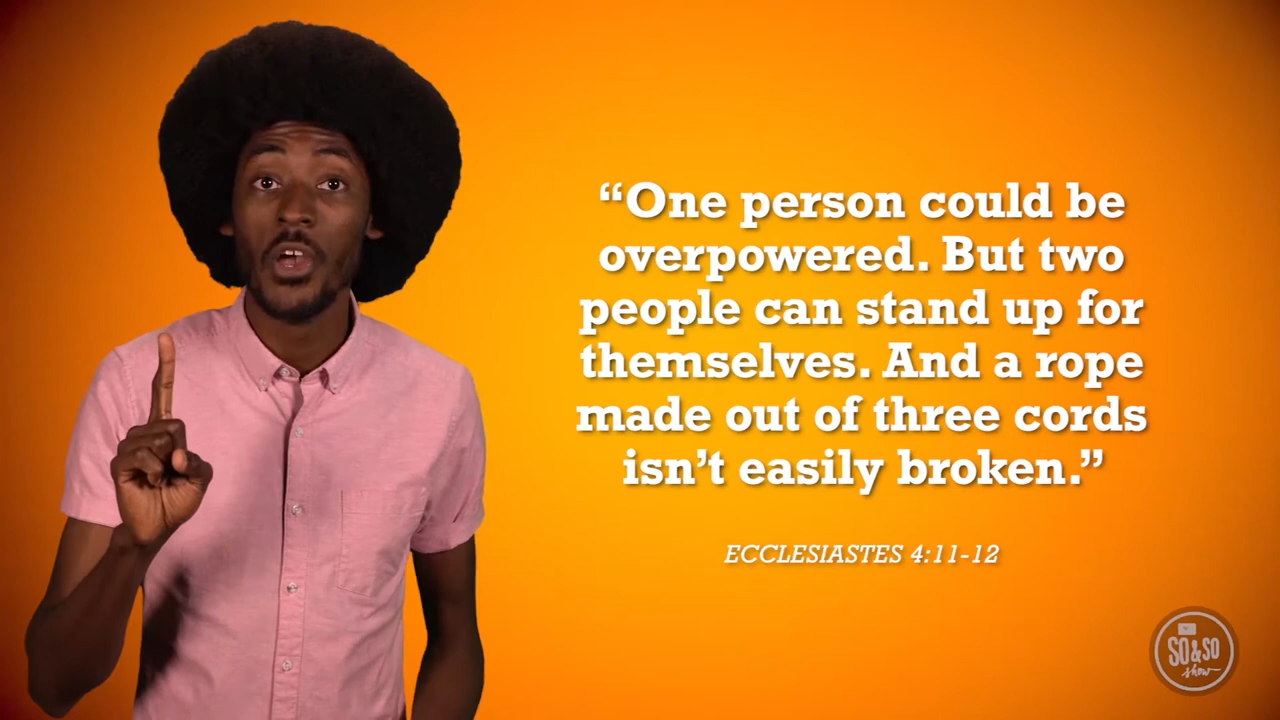 “One person could be
overpowered. But two
people can stand up for
themselves. And a rope
made out of three cords
isn’t easily broken.”
ECCLESIASTES 4:11-12
SO&SO
show